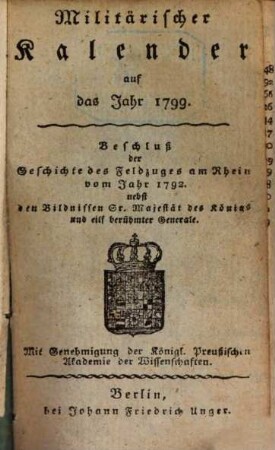 Militärischer
Kalender
auf
das Jahr 1799.
Beschluß
der
Geschichte des Feldzuges am Rhein
vom Jahr 1792.
nebst
den Bildnissen Sr. Majestät des Königs
und eilf berühmter Generale.
Mit Genehmigung der Königl. Preußischen
Akademie der Wissenschaften.
Berlin,
bei Johann Friedrich Unger.